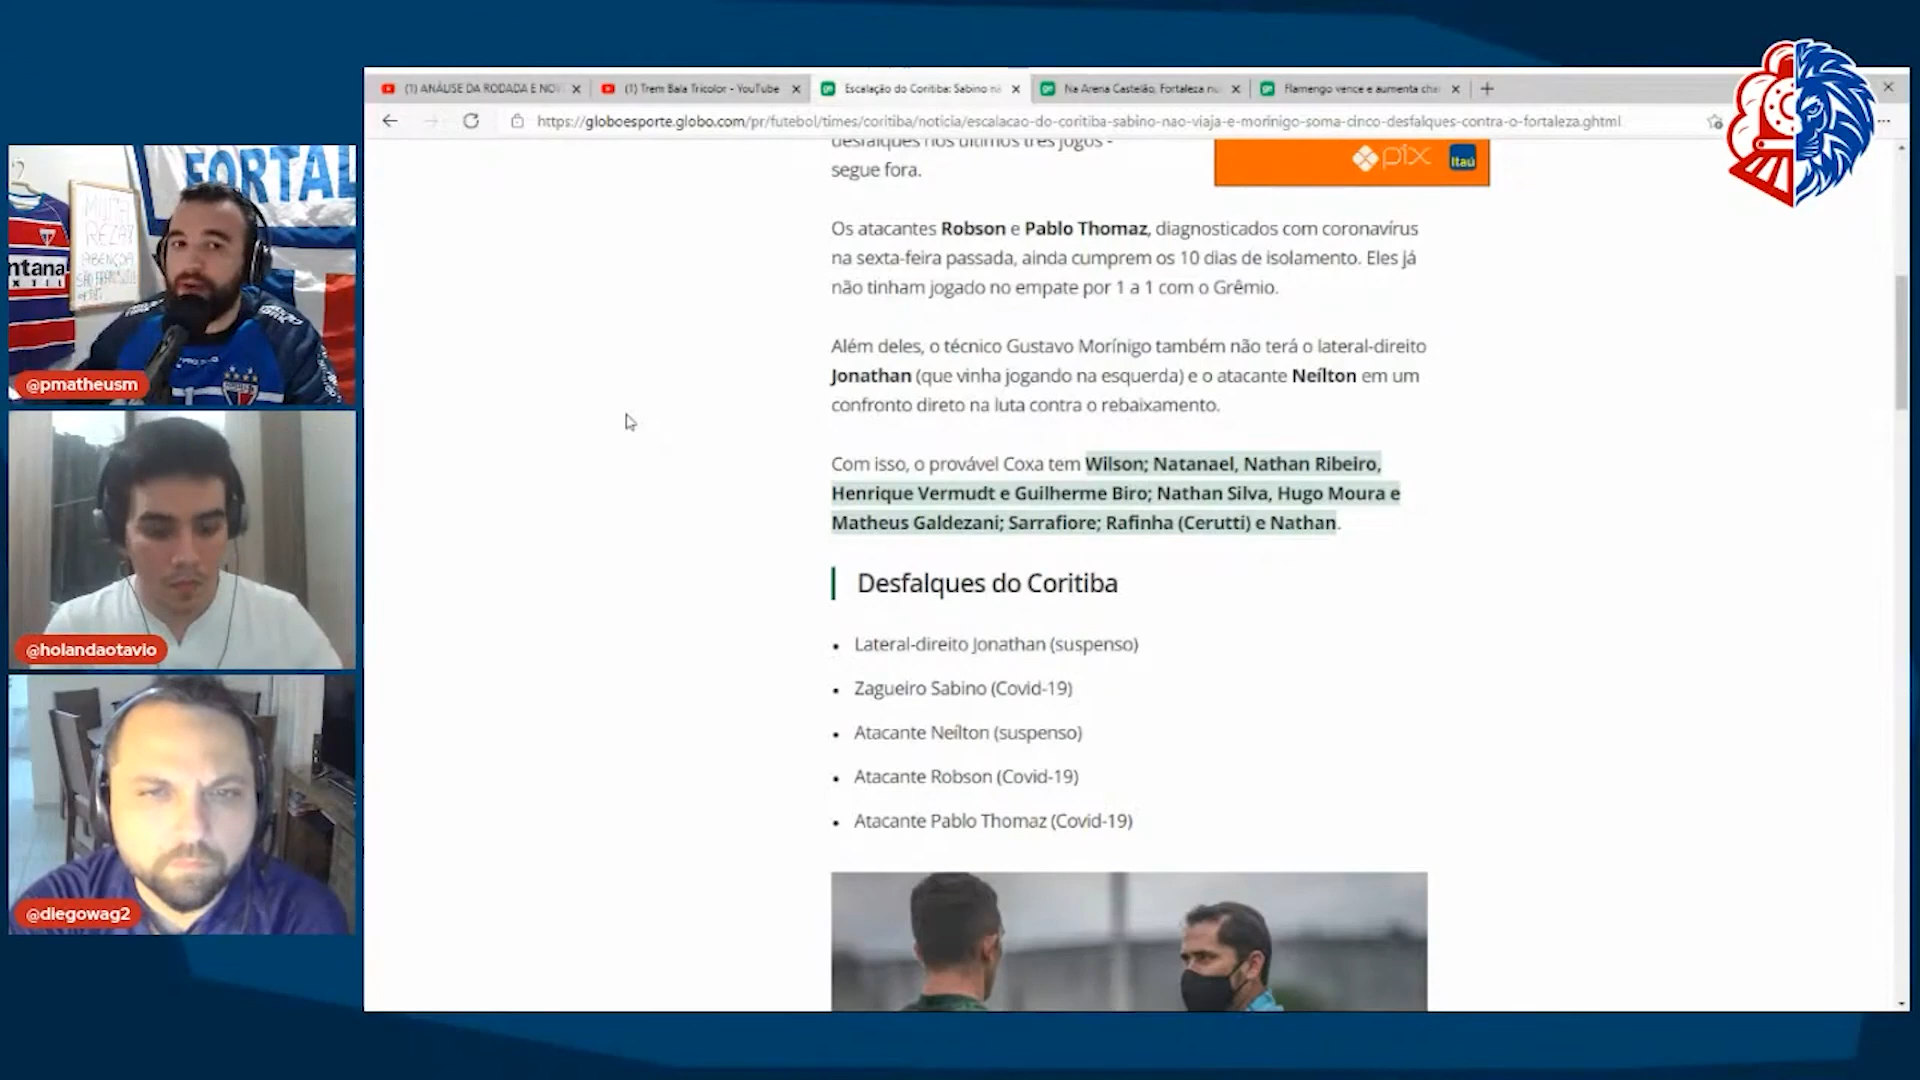 (1) ANÁLISE DA RODADA E NOV
(1) Trem Bala Tricolor - YouTube
Escalação do Coritiba: Sabino nã
Na Arena Castelão, Fortaleza nu
Flamengo vence e aumenta cha
https://globoesporte.globo.com/pr/futebol/times/coritiba/noticia/escalacao-do-coritiba-sabino-nao-viaja-e-morinigo-soma-cinco-desfalques-contra-o-fortaleza.ghtml
desfalques nos últimos três jogos -
segue fora.
pix
Itaú
Os atacantes Robson e Pablo Thomaz, diagnosticados com coronavírus
na sexta-feira passada, ainda cumprem os 10 dias de isolamento. Eles já
não tinham jogado no empate por 1 a 1 com o Grêmio.
Além deles, o técnico Gustavo Morínigo também não terá o lateral-direito
Jonathan (que vinha jogando na esquerda) e o atacante Neílton em um
confronto direto na luta contra o rebaixamento.
Com isso, o provável Coxa tem Wilson; Natanael, Nathan Ribeiro,
Henrique Vermudt e Guilherme Biro; Nathan Silva, Hugo Moura e
Matheus Galdezani; Sarrafiore; Rafinha (Cerutti) e Nathan.
Desfalques do Coritiba
Lateral-direito Jonathan (suspenso)
Zagueiro Sabino (Covid-19)
Atacante Neílton (suspenso)
Atacante Robson (Covid-19)
Atacante Pablo Thomaz (Covid-19)
FORTAL
ntana
@pmatheusm
@holandaotavio
@diegowag2